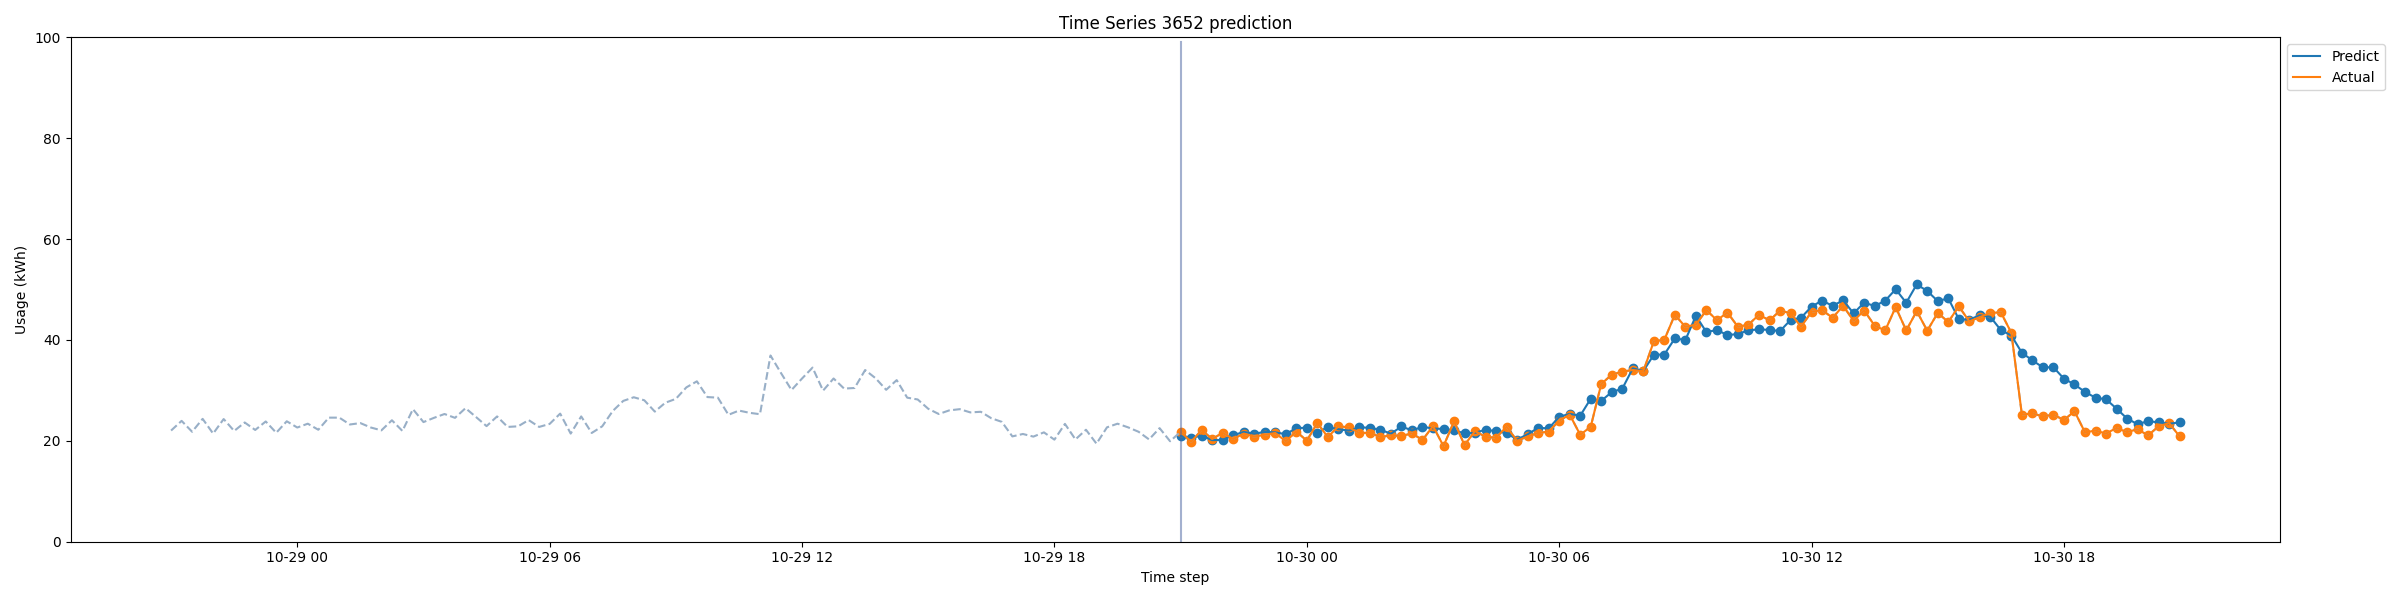 Time Series 3652 prediction
100
80
60
40
20
0
Usage (kWh)
10-29 00
10-29 06
10-29 12
10-29 18
10-30 00
10-30 06
10-30 12
10-30 18
Time step
Predict
Actual